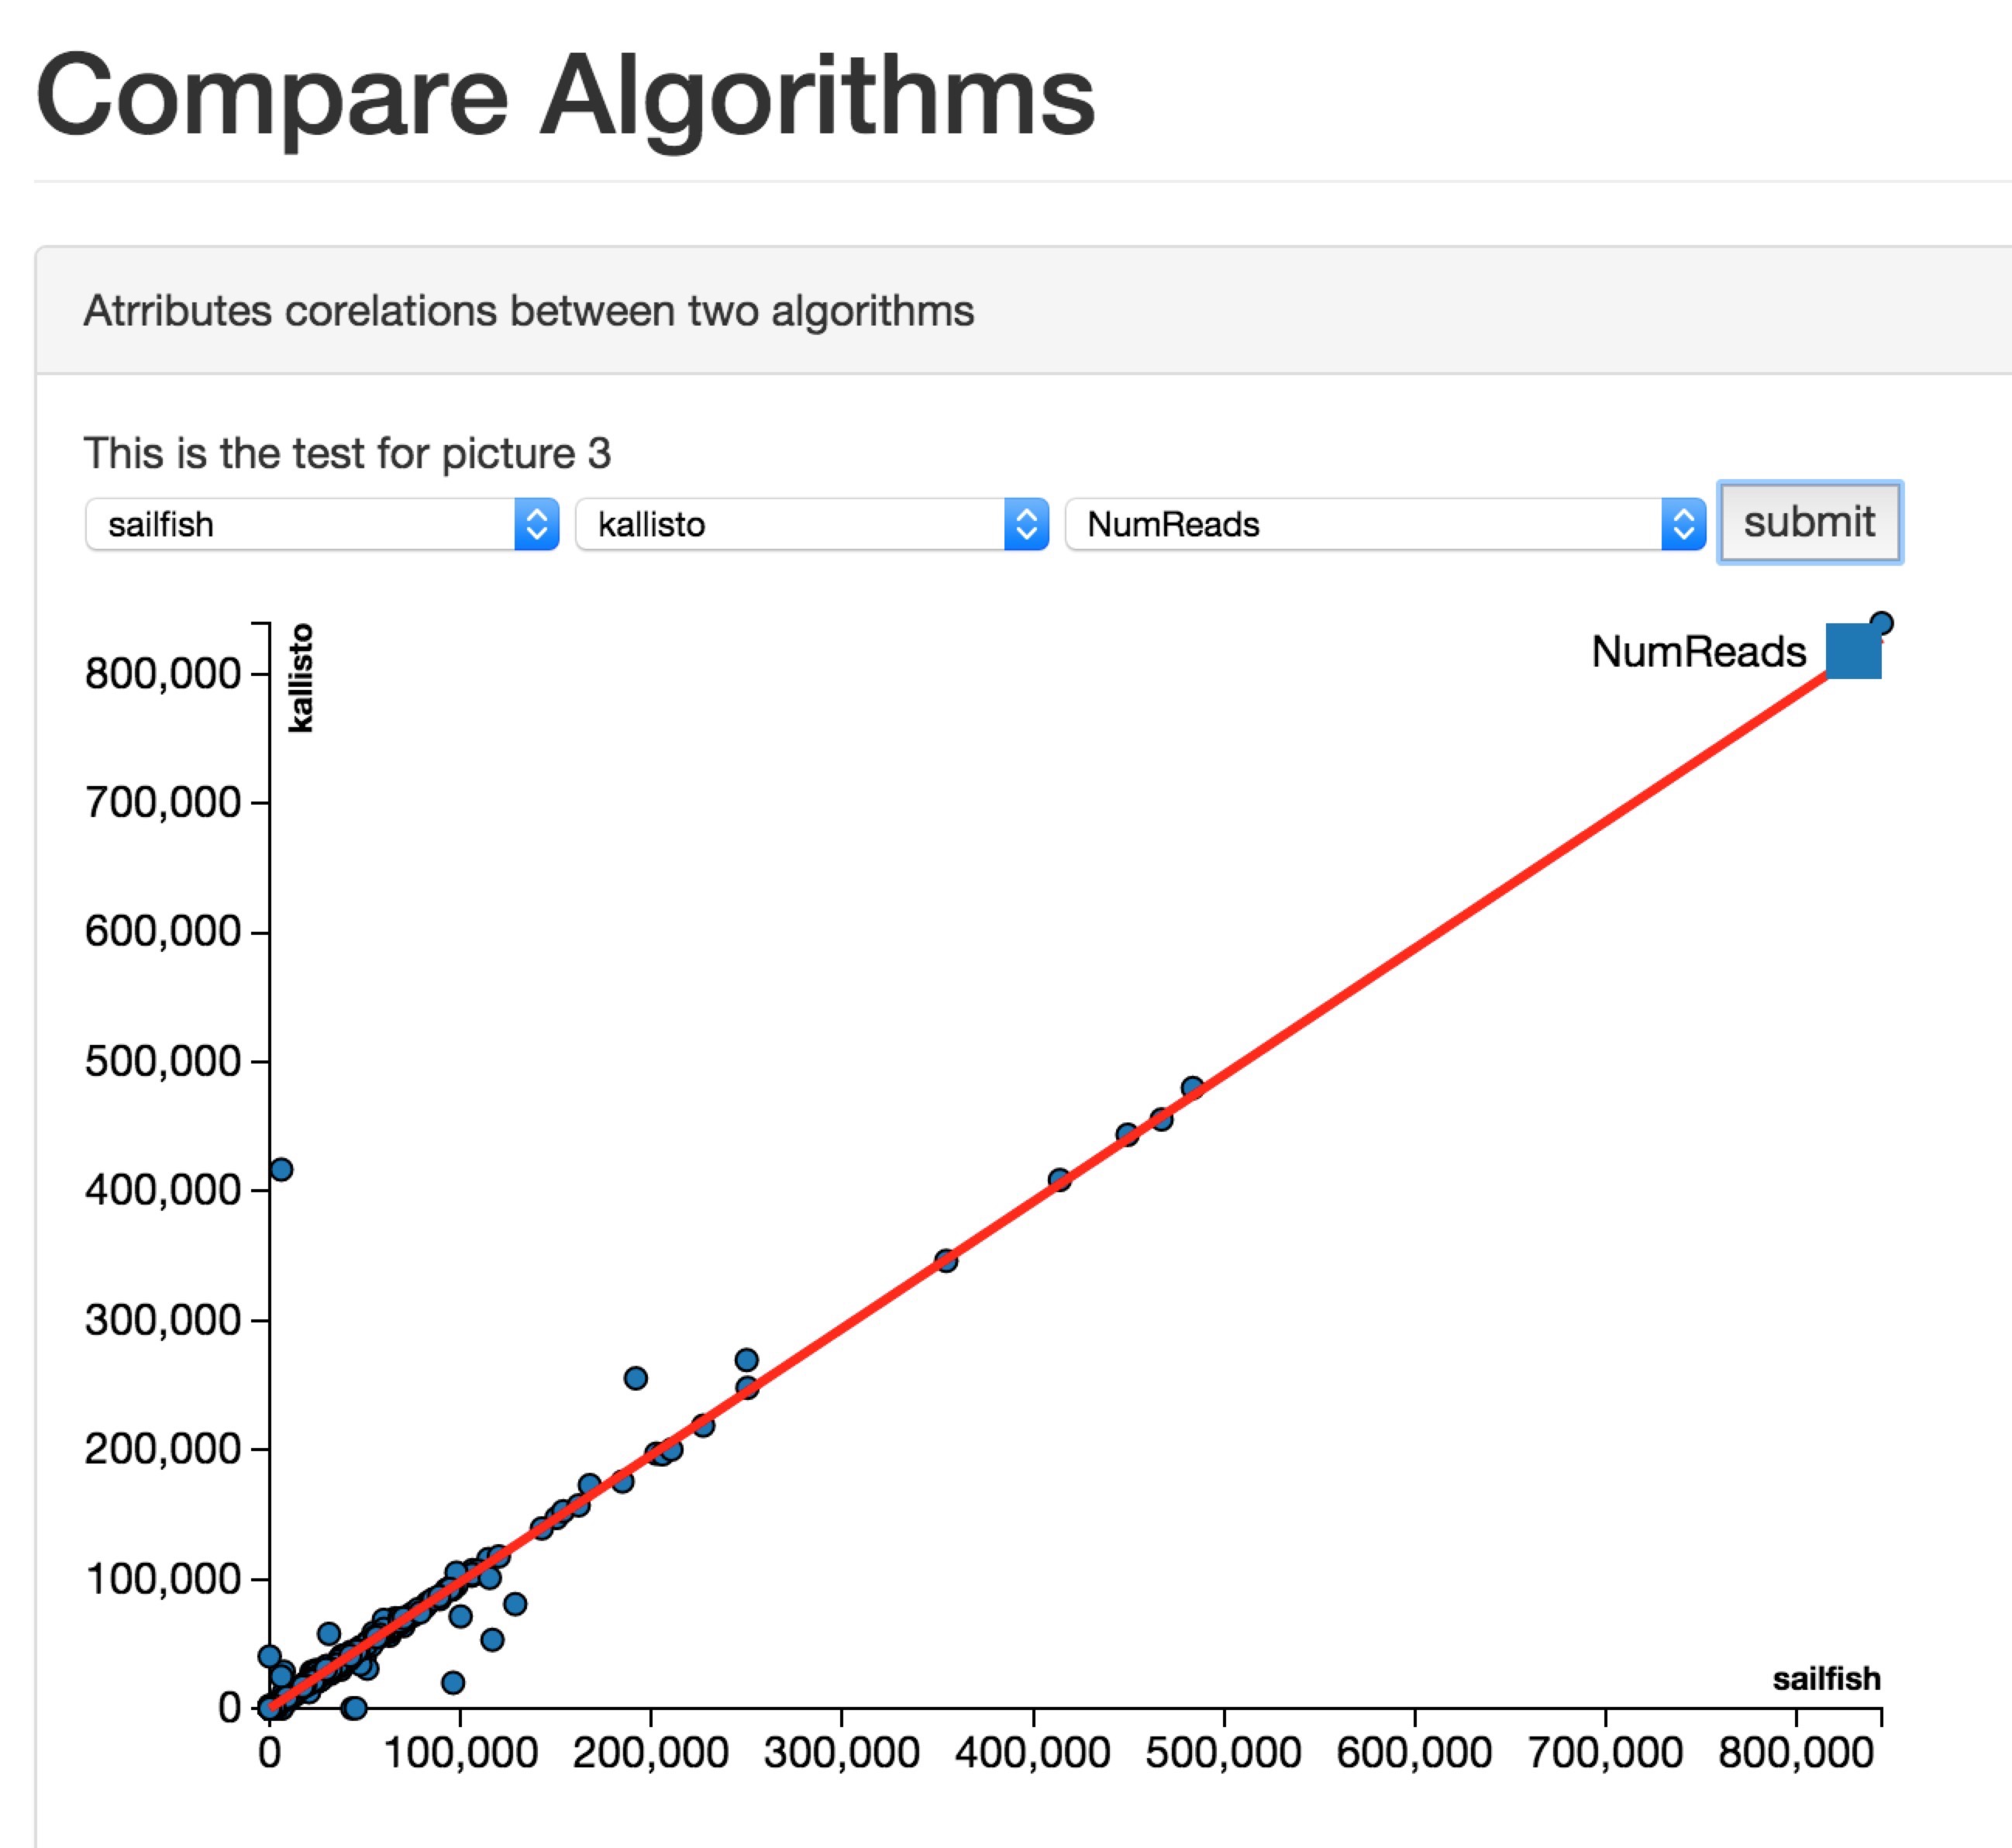 Compare Algorithms
Atrributes corelations between two algorithms
This is the test for picture 3
sailfish kallisto NumReads submit
kallisto
NumReads
800,000
700,000
600,000
500,000
400,000
300,000
200,000
100,000
0
sailfish
0 100,000 200,000 300,000 400,000 500,000 600,000 700,000 800,000